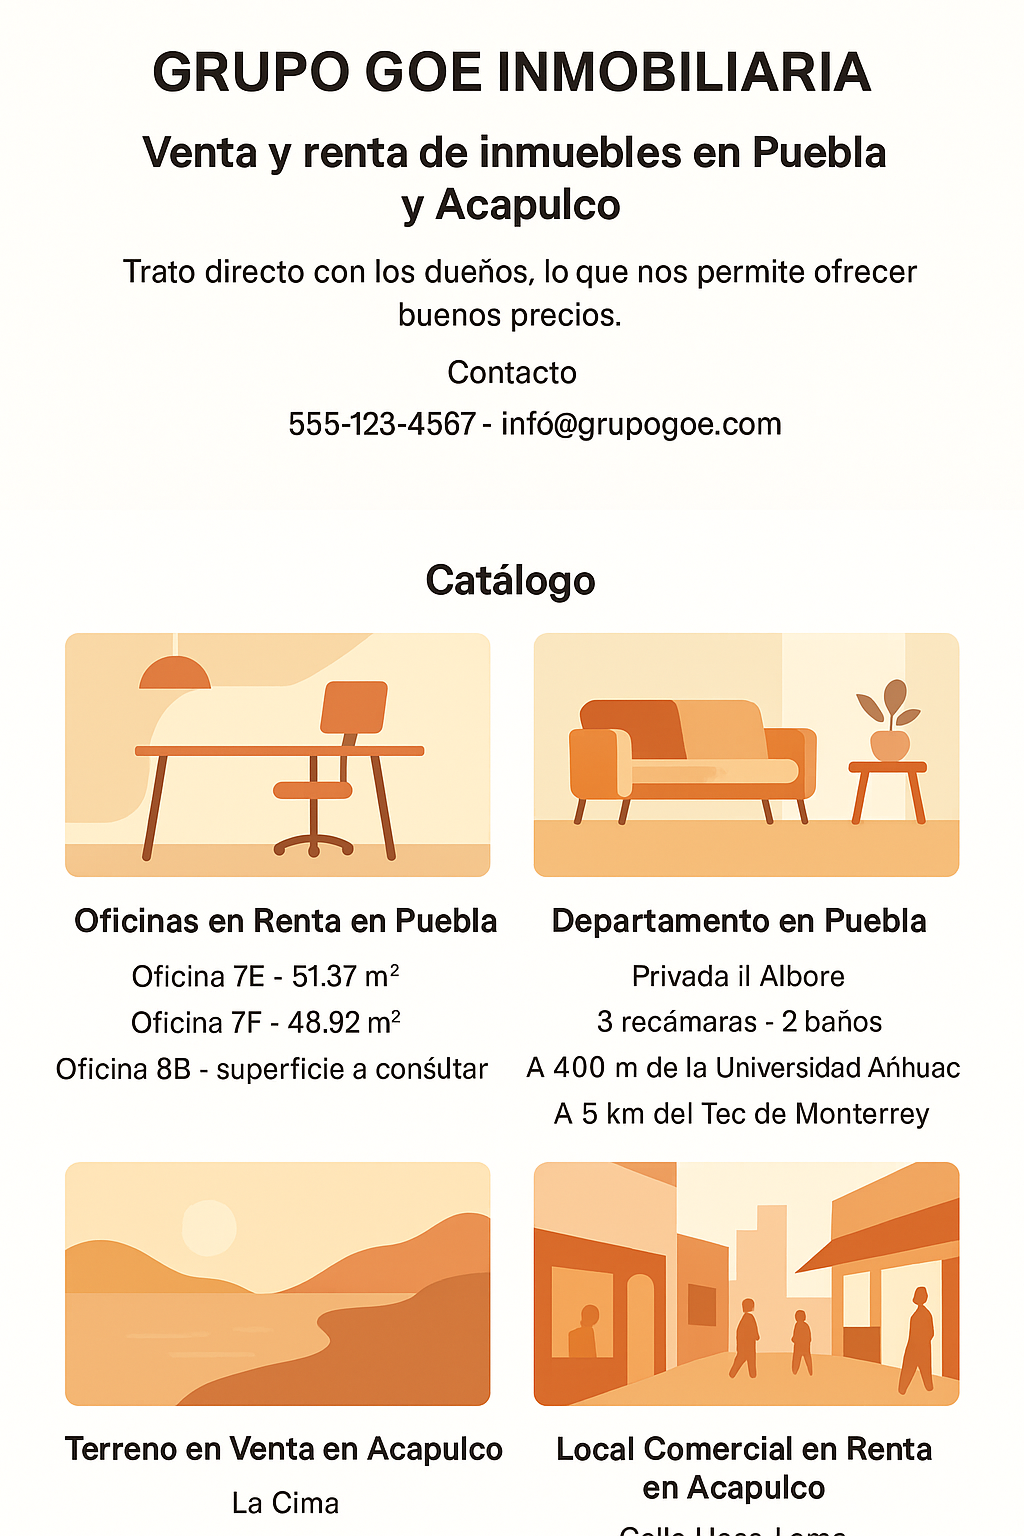 GRUPO GOE INMOBILIARIA
Venta y renta de inmuebles en Puebla
y Acapulco
Trato directo con los dueňos, lo que nos permite ofrecer
buenos precios.
Contacto
555-123-4567 - infó@grupogoe.com
Catálogo
Oficinas en Renta en Puebla
Oficina 7E - 51.37 m²
Oficina 7F - 48.92 m²
Oficina 8B - superficie a conśultar
Departamento en Puebla
Privada il Albore
3 recámaras - 2 baňos
A 400 m de la Universidad Ańhuac
A 5 km del Tec de Monterrey
Terreno en Venta en Acapulco
La Cima
Local Comercial en Renta
en Acapulco